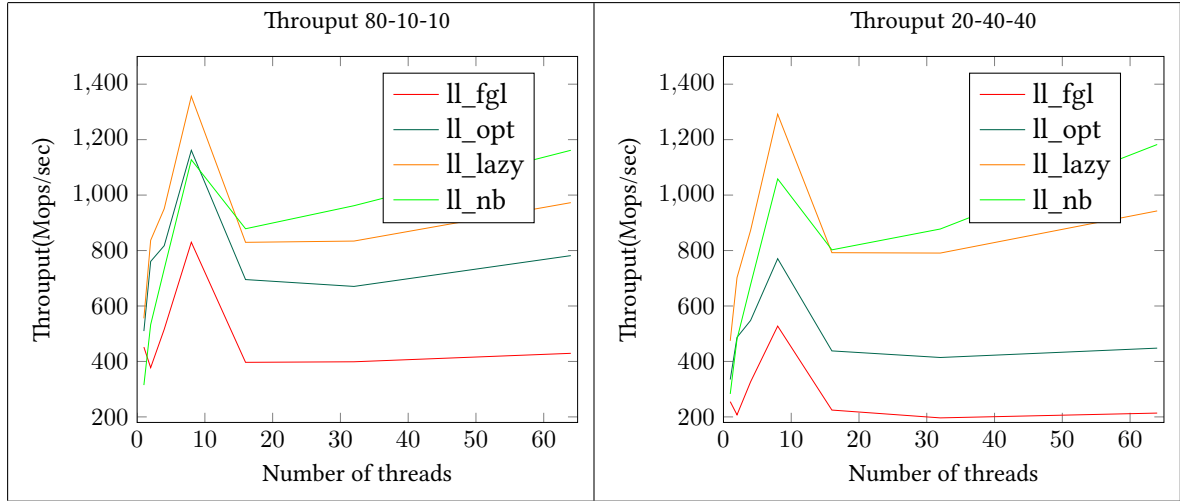 Throuput 80-10-10
Throuput(Mops/sec)
1,400
1,200
1,000
800
600
400
200
0 10 20 30 40 50 60
Number of threads
ll_fgl
ll_opt
ll_lazy
ll_nb
Throuput 20-40-40
Throuput(Mops/sec)
1,400
1,200
1,000
800
600
400
200
0 10 20 30 40 50 60
Number of threads
ll_fgl
ll_opt
ll_lazy
ll_nb